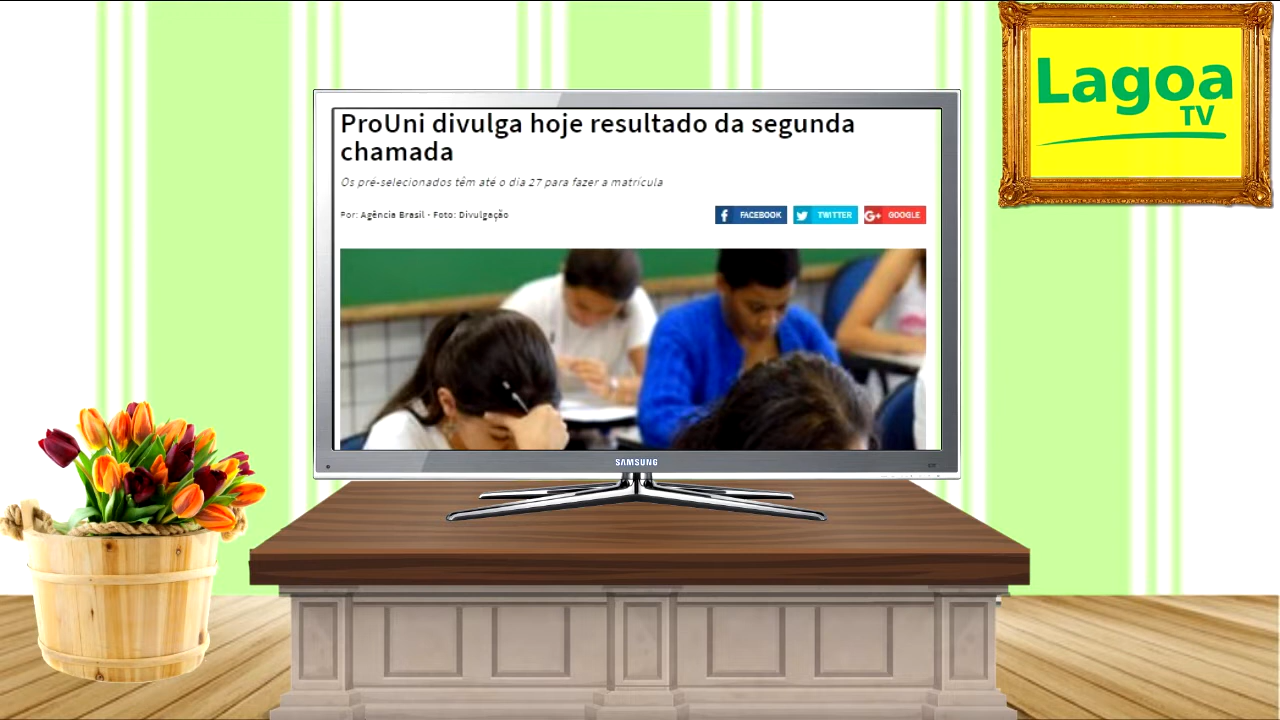 Lagoa
TV
ProUni divulga hoje resultado da segunda
chamada
Os pré-selecionados têm até o dia 27 para fazer a matrícula
Por: Agência Brasil - Foto: Divulgação
FACEBOOK
TWITTER
G+ GOOGLE
SAMSUNG